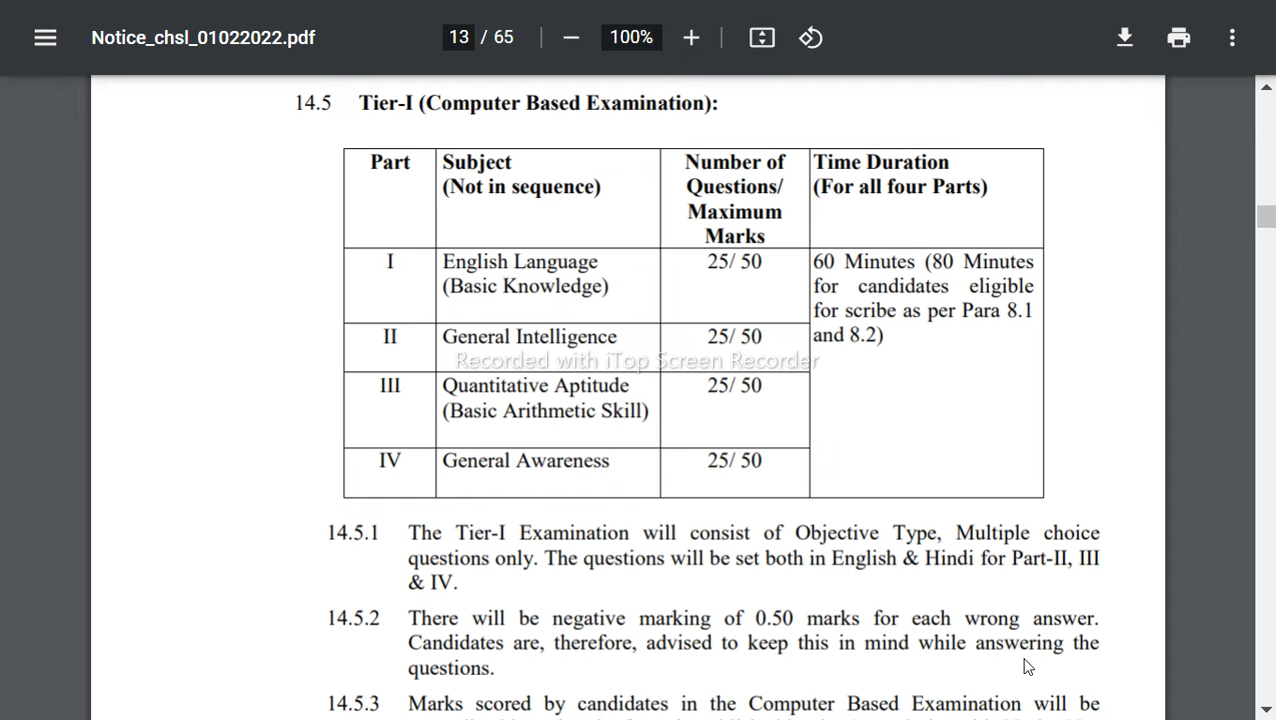 Notice_chsl_01022022.pdf
13 / 65
100%
14.5 Tier-I (Computer Based Examination):
Part
Subject
(Not in sequence)
Number of
Questions/
Maximum
Marks
Time Duration
(For all four Parts)
I
English Language
(Basic Knowledge)
25/ 50
60 Minutes (80 Minutes
for candidates eligible
for scribe as per Para 8.1
and 8.2)
II
General Intelligence
25/ 50
Recorded with iTop Screen Recorder
III
Quantitative Aptitude
(Basic Arithmetic Skill)
25/ 50
IV
General Awareness
25/ 50
14.5.1 The Tier-I Examination will consist of Objective Type, Multiple choice
questions only. The questions will be set both in English & Hindi for Part-II, III
& IV.
14.5.2 There will be negative marking of 0.50 marks for each wrong answer.
Candidates are, therefore, advised to keep this in mind while answering the
questions.
14.5.3 Marks scored by candidates in the Computer Based Examination will be